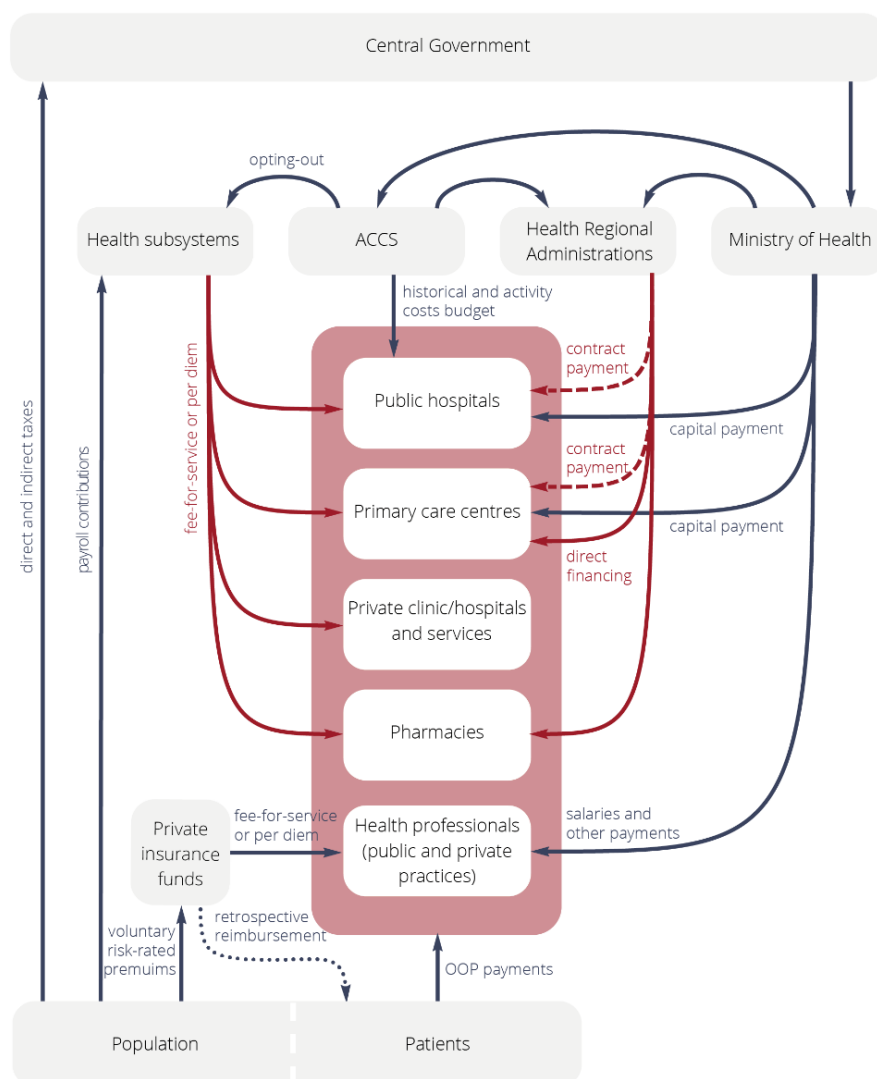 Central Government
opting-out
Health subsystems
ACCS
Health Regional
Administrations
Ministry of Health
historical and activity
costs budget
contract
payment
Public hospitals
capital payment
fee-for-service or per diem
direct and indirect taxes
payroll contributions
contract
payment
Primary care centres
capital payment
direct
financing
Private clinic/hospitals
and services
Pharmacies
Private
insurance
funds
fee-for-service
or per diem
Health professionals
(public and private
practices)
salaries and
other payments
voluntary
risk-rated
premuims
retrospective
reimbursement
OOP payments
Population
Patients